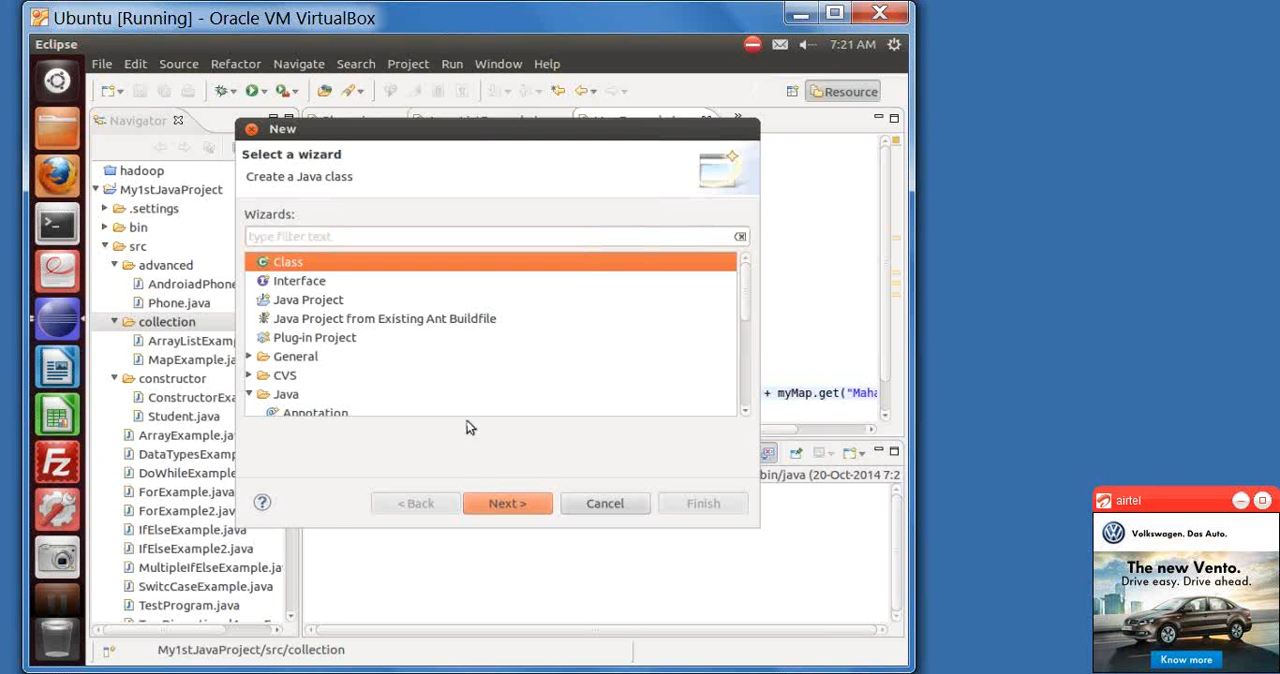 Ubuntu [Running] - Oracle VM VirtualBox
Eclipse
7:21 AM
File Edit Source Refactor Navigate Search Project Run Window Help
Resource
Navigator
New
Select a wizard
Create a Java class
Wizards:
type filter text
Class
Interface
Java Project
Java Project from Existing Ant Buildfile
Plug-in Project
General
CVS
Java
Annotation
< Back Next > Cancel Finish
hadoop
My1stJavaProject
.settings
bin
src
advanced
AndroiadPhone
Phone.java
collection
ArrayListExam
MapExample.ja
constructor
ConstructorExa
Student.java
ArrayExample.jav
DataTypesExamp
DoWhileExample
ForExample.java
ForExample2.java
IfElseExample.java
IfElseExample2.java
MultipleIfElseExample.ja
SwitcCaseExample.java
TestProgram.java
+ myMap.get("Maha
bin/java (20-Oct-2014 7:2
My1stJavaProject/src/collection
airtel
Volkswagen. Das Auto.
The new Vento.
Drive easy. Drive ahead.
Know more